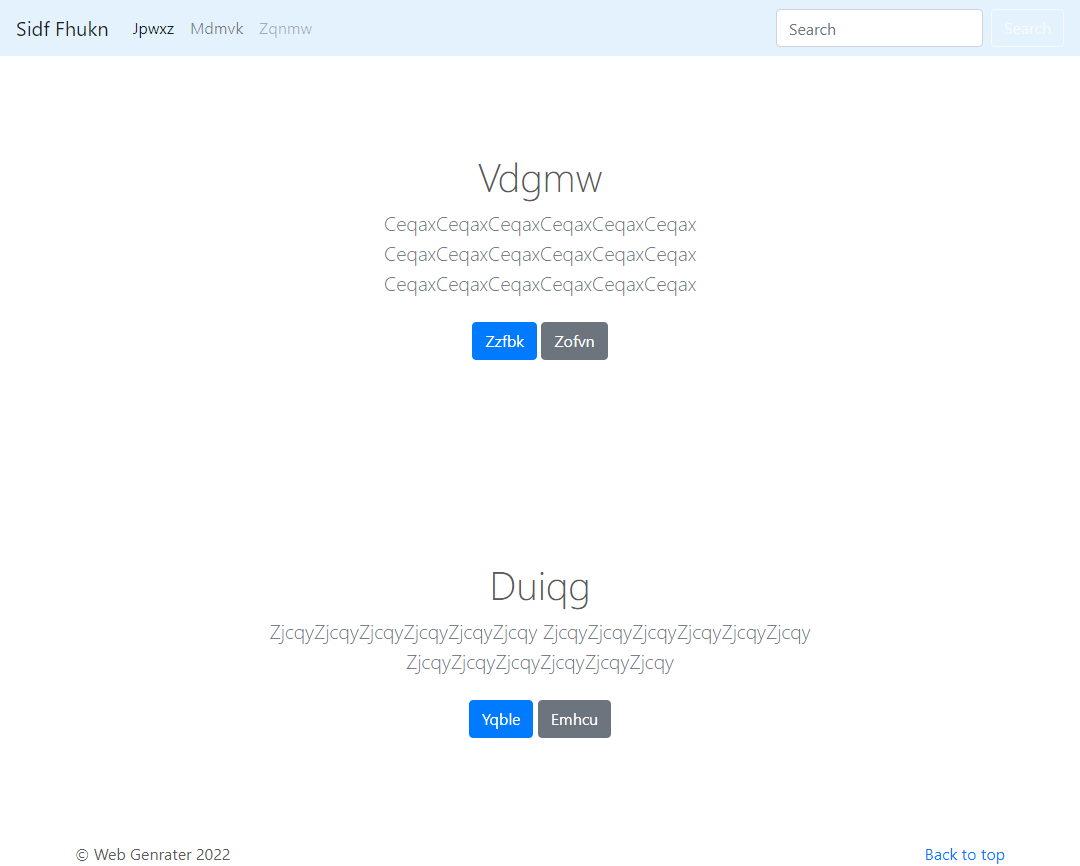 Sidf Fhukn Jpwxz Mdmvk Zqnmw Search Search
Vdgmw
CeqaxCeqaxCeqaxCeqaxCeqaxCeqax
CeqaxCeqaxCeqaxCeqaxCeqaxCeqax
CeqaxCeqaxCeqaxCeqaxCeqaxCeqax
Zzfbk Zofvn
Duiqg
ZjcqyZjcqyZjcqyZjcqyZjcqyZjcqy ZjcqyZjcqyZjcqyZjcqyZjcqyZjcqy
ZjcqyZjcqyZjcqyZjcqyZjcqyZjcqy
Yqble Emhcu
© Web Genrater 2022 Back to top